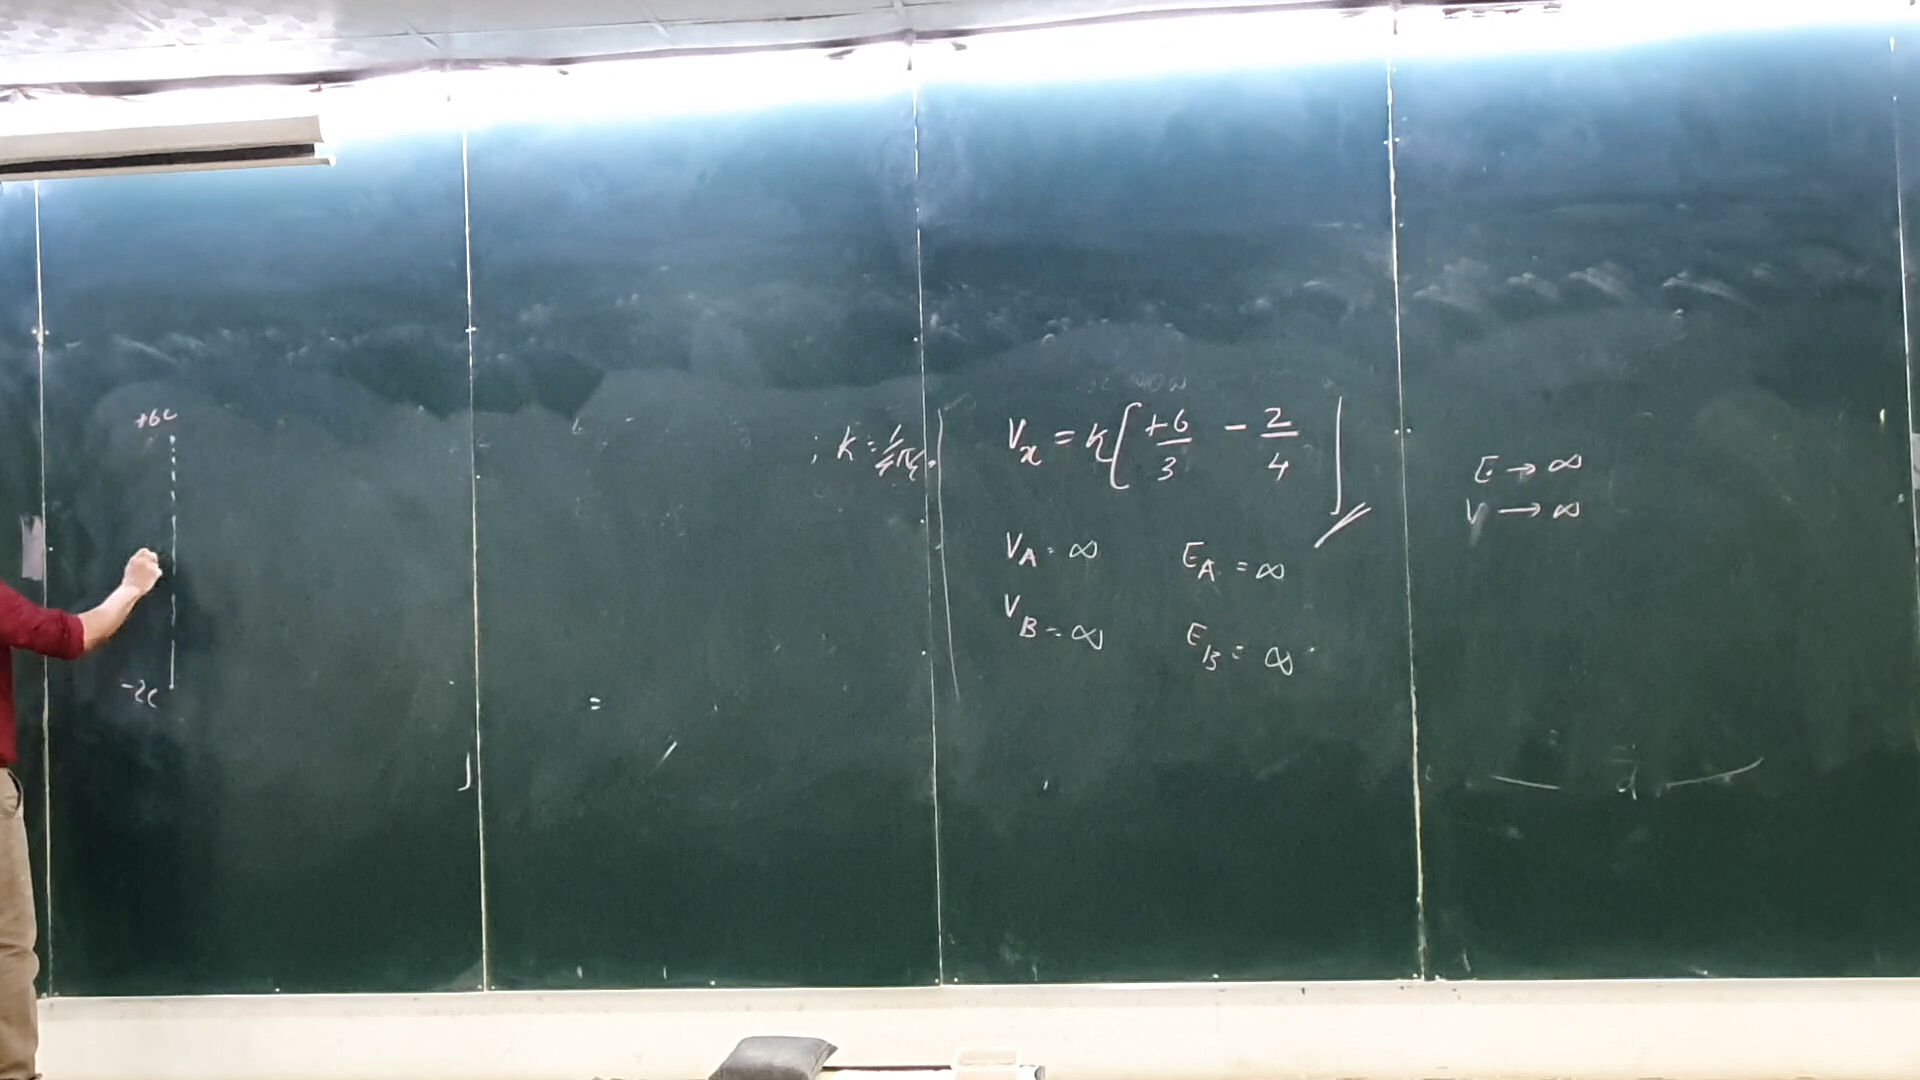 +6C
-2C
=
; K = 1/4πε₀
Vx = K[+6/3 - 2/4]
VA = ∞ EA = ∞
VB = ∞ EB = ∞
E → ∞
V → ∞
d